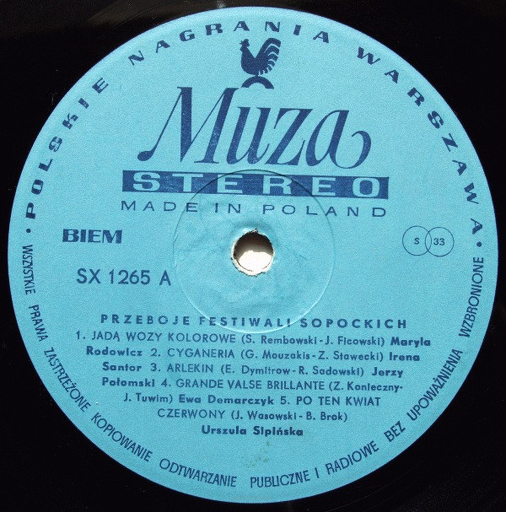 • POLSKIE NAGRANIA WARSZAWA •
Muza
STEREO
MADE IN POLAND
BIEM
S 33
SX 1265 A
PRZEBOJE FESTIWALI SOPOCKICH
1. JADĄ WOZY KOLOROWE (S. Rembowski-J. Ficowski) Maryla
Rodowicz 2. CYGANERIA (G. Mouzakis-Z. Stawecki) Irena
Santor 3. ARLEKIN (E. Dymitrow-R. Sadowski) Jerzy
Połomski 4. GRANDE VALSE BRILLANTE (Z. Konieczny-
J. Tuwim) Ewa Demarczyk 5. PO TEN KWIAT
CZERWONY (J. Wasowski-B. Brok)
Urszula Sipińska
WSZYSTKIE PRAWA ZASTRZEŻONE KOPIOWANIE ODTWARZANIE PUBLICZNE I RADIOWE BEZ UPOWAŻNIENIA WZBRONIONE